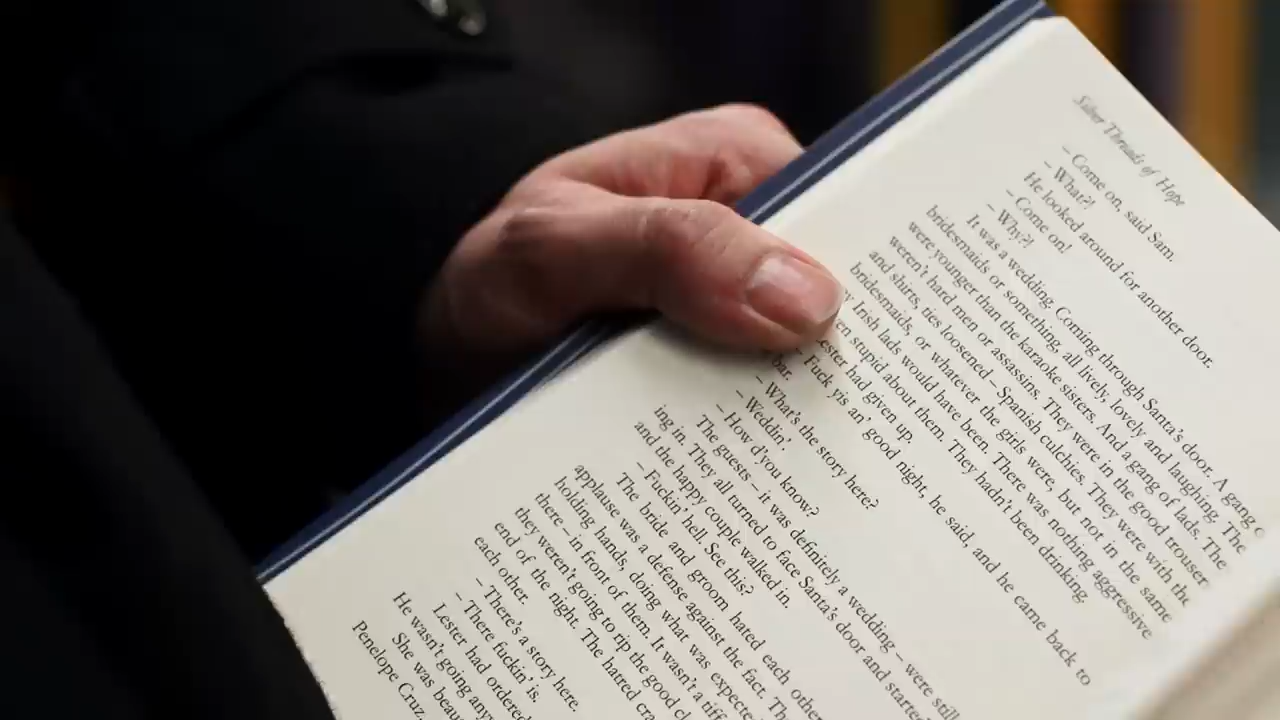 Silver Threads of Hope
– Come on, said Sam.
– What?!
He looked around for another door.
– Come on!
– Why?!
It was a wedding. Coming through Santa's door. A gang
bridesmaids or something, all lively, lovely and laughing. The
were younger than the karaoke sisters. And a gang of lads. The
weren't hard men or assassins. They were in the good trouser
and shirts, ties loosened – Spanish culchies. They were with the
bridesmaids, or whatever the girls were, but not in the same
Irish lads would have been. There was nothing aggressive
stupid about them. They hadn't been drinking.
Lester had given up.
– Fuck yis an' good night, he said, and he came back to
bar.
– What's the story here?
– Weddin'.
– How d'you know?
The guests – it was definitely a wedding – were still
ing in. They all turned to face Santa's door and started
and the happy couple walked in.
– Fuckin' hell. See this?
The bride and groom hated each other
applause was a defense against the fact. Th
holding hands, doing what was expecte
there – in front of them. It wasn't a tiff
they weren't going to rip the good cl
end of the night. The hatred cra
each other.
– There's a story here.
– There fuckin' is.
Lester had ordered
He wasn't going any
She was beau
Penelope Cruz,